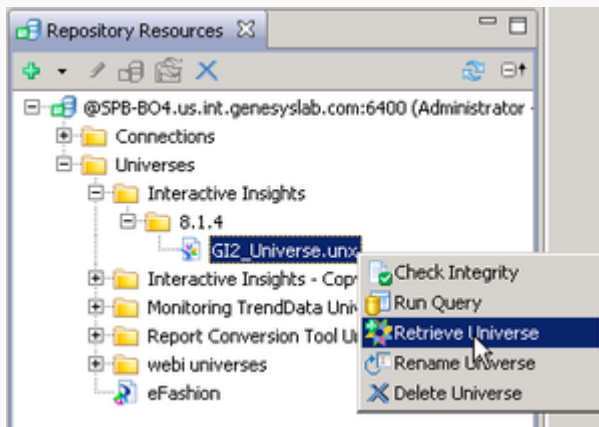 Repository Resources
@SPB-BO4.us.int.genesyslab.com:6400 (Administrator -
Connections
Universes
Interactive Insights
8.1.4
GI2_Universe.unx
Check Integrity
Interactive Insights - Cop
Run Query
Monitoring TrendData Uni
Retrieve Universe
Report Conversion Tool U
Rename Universe
webi universes
Delete Universe
eFashion